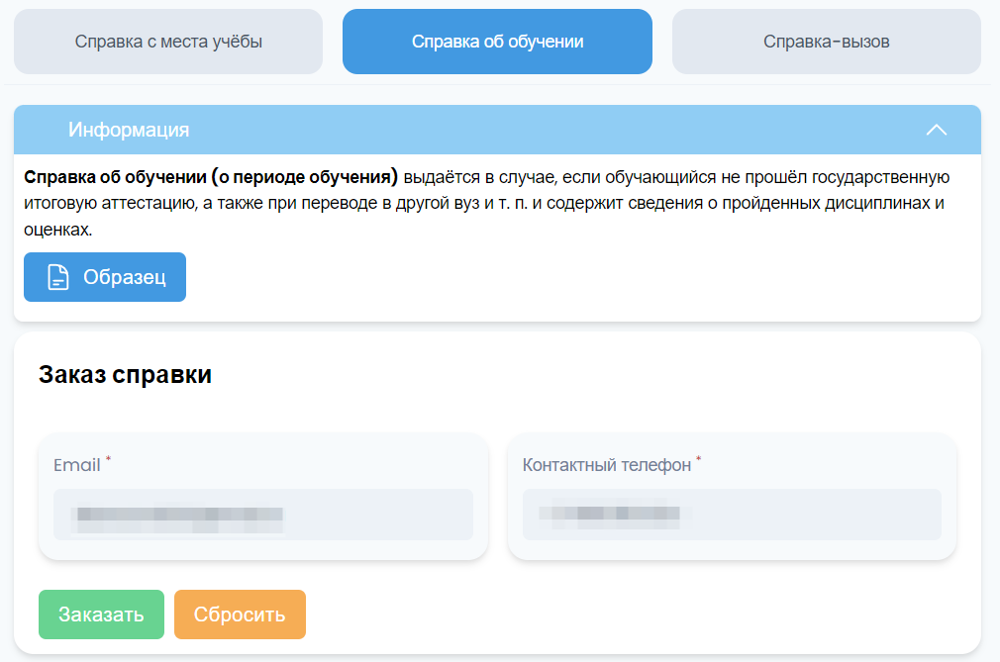 Справка с места учёбы
Справка об обучении
Справка-вызов
Информация
Справка об обучении (о периоде обучения) выдаётся в случае, если обучающийся не прошёл государственную
итоговую аттестацию, а также при переводе в другой вуз и т. п. и содержит сведения о пройденных дисциплинах и
оценках.
Образец
Заказ справки
Email *
Контактный телефон *
Заказать
Сбросить